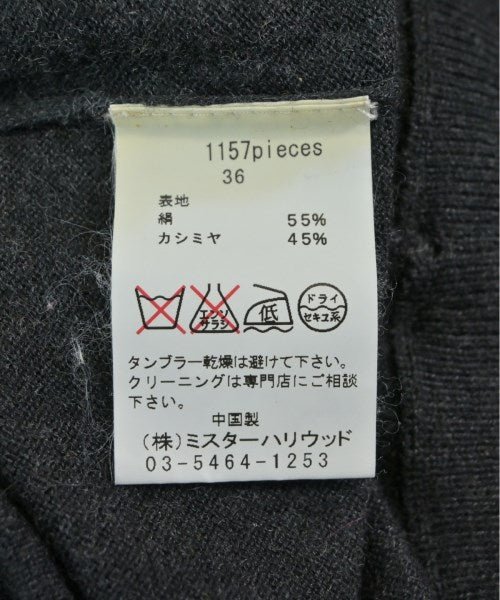 1157pieces
36
表地
絹 55%
カシミヤ 45%
エンソサラシ 低 ドライ セキユ系
タンブラー乾燥は避けて下さい。
クリーニングは専門店にご相談
下さい。
中国製
(株)ミスターハリウッド
03-5464-1253